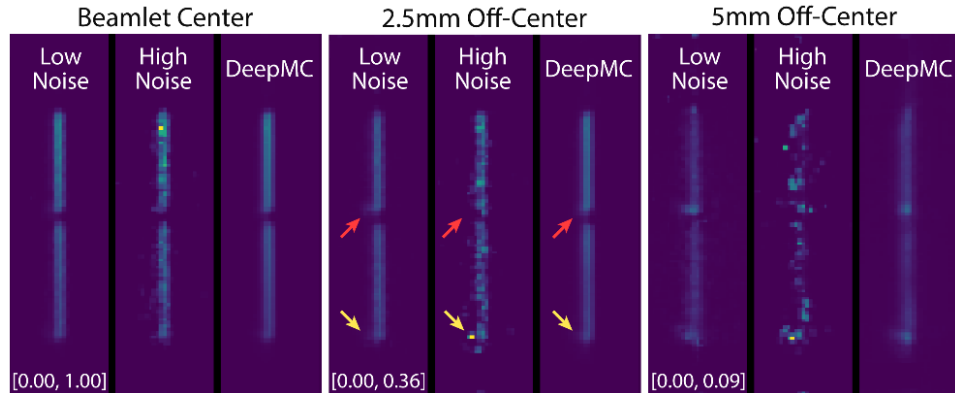 Beamlet Center
2.5mm Off-Center
5mm Off-Center
Low Noise
High Noise
DeepMC
Low Noise
High Noise
DeepMC
Low Noise
High Noise
DeepMC
[0.00, 1.00]
[0.00, 0.36]
[0.00, 0.09]